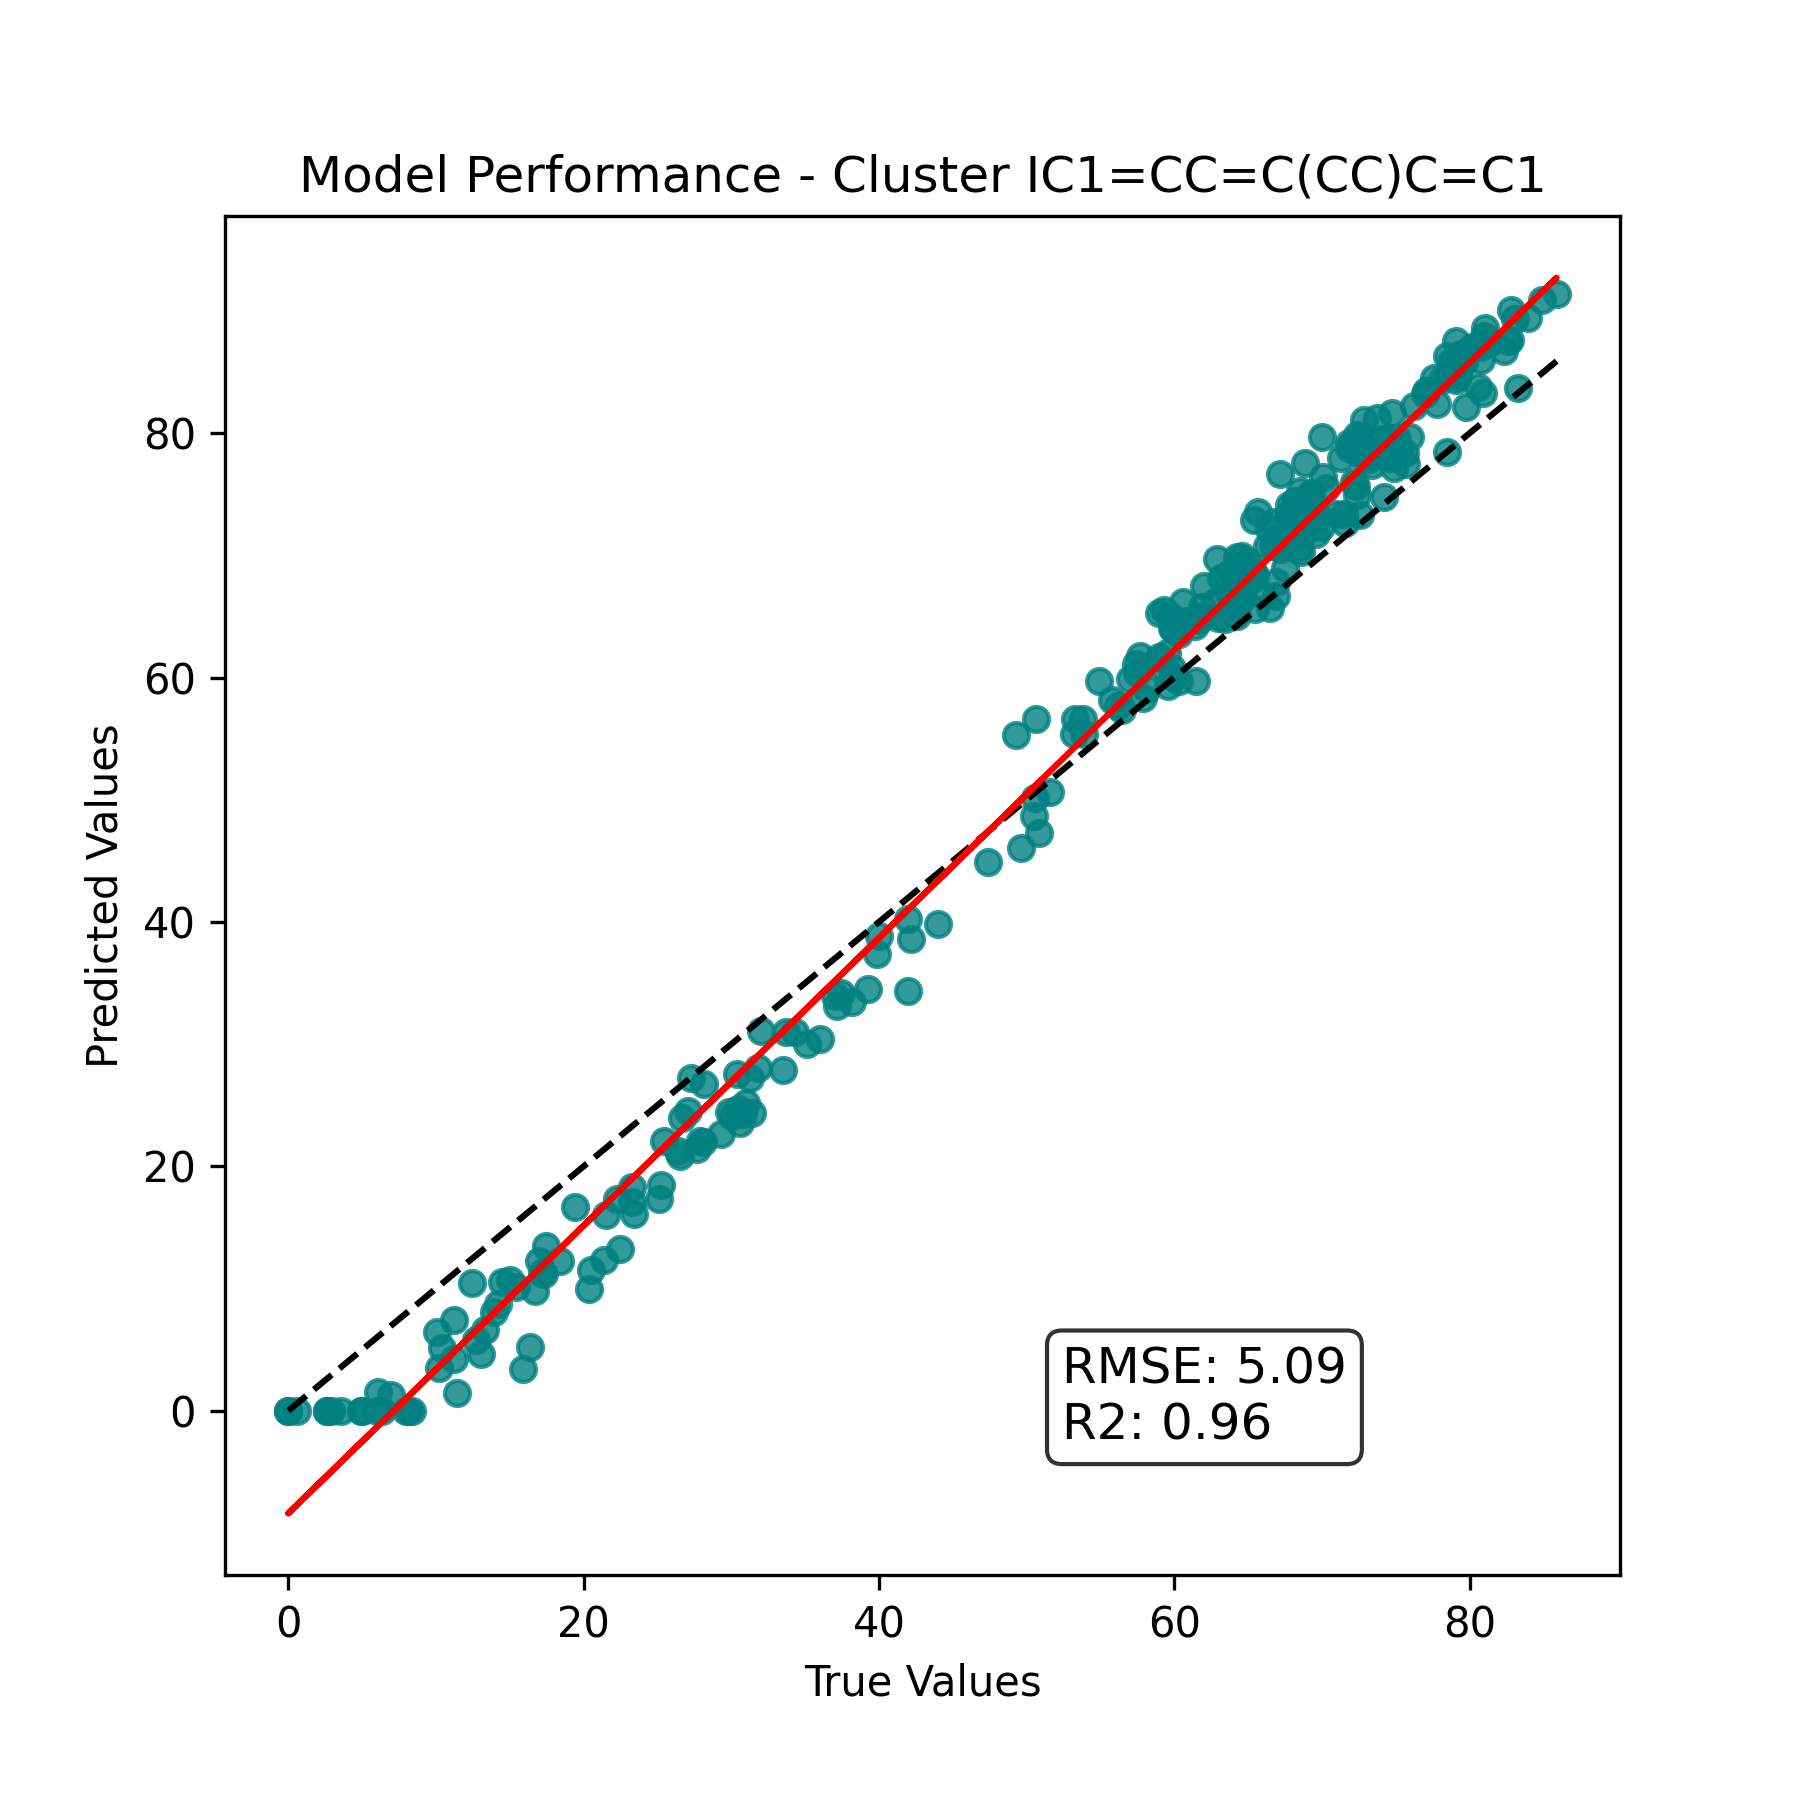 Model Performance - Cluster IC1=CC=C(CC)C=C1
Predicted Values
80
60
40
20
0
RMSE: 5.09
R2: 0.96
0 20 40 60 80
True Values